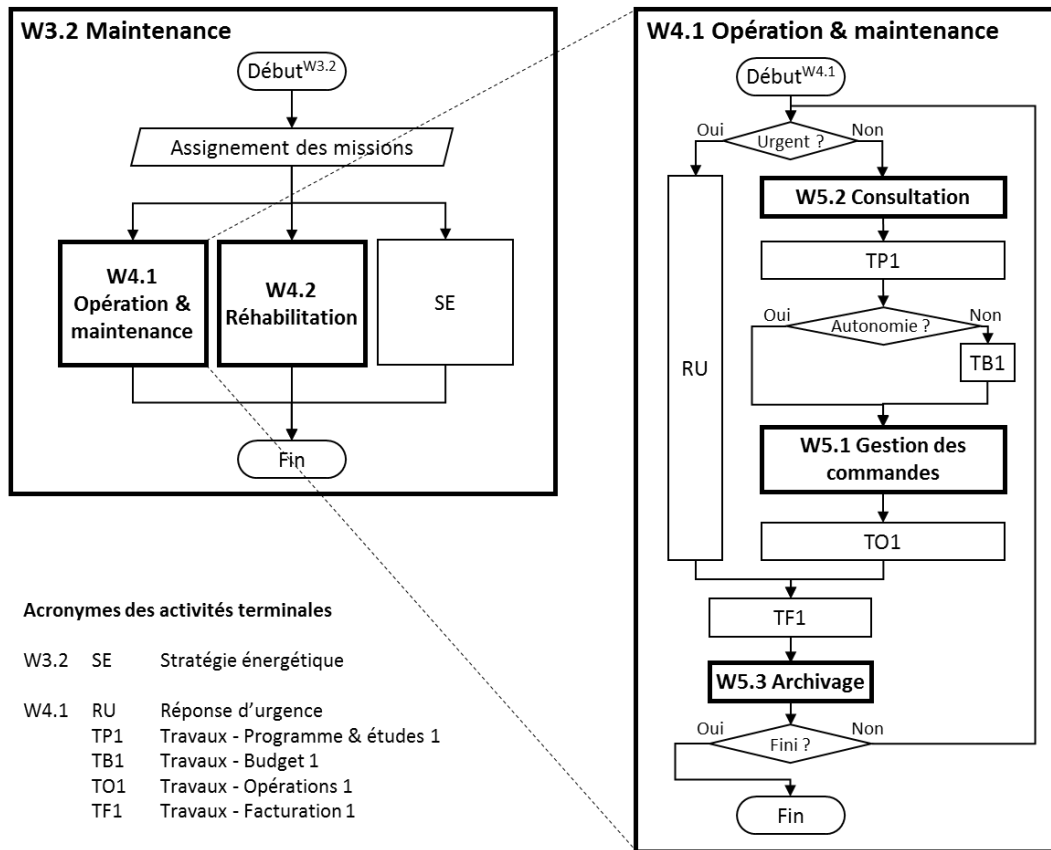 W3.2 Maintenance
Début W3.2
Assignement des missions
W4.1
Opération &
maintenance
W4.2
Réhabilitation
SE
Fin
Acronymes des activités terminales
W3.2 SE Stratégie énergétique
W4.1 RU Réponse d’urgence
TP1 Travaux - Programme & études 1
TB1 Travaux - Budget 1
TO1 Travaux - Opérations 1
TF1 Travaux - Facturation 1
W4.1 Opération & maintenance
Début W4.1
Oui
Urgent ?
Non
W5.2 Consultation
TP1
Oui
Autonomie ?
Non
RU
TB1
W5.1 Gestion des
commandes
TO1
TF1
W5.3 Archivage
Oui
Fini ?
Non
Fin